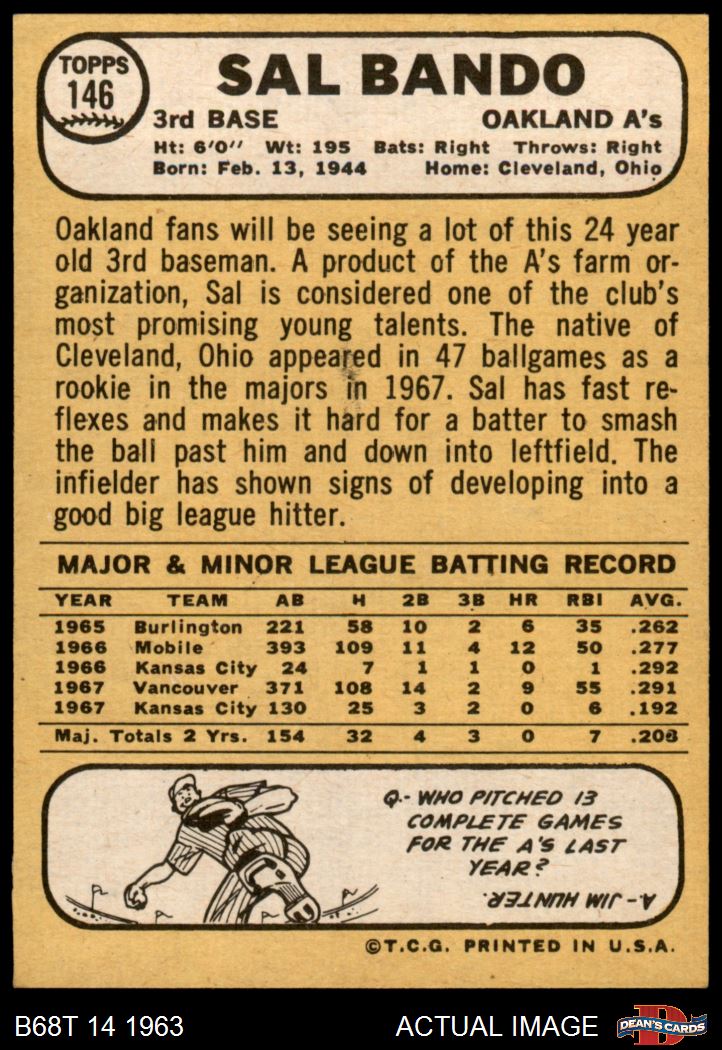 TOPPS
146
SAL BANDO
3rd BASE OAKLAND A's
Ht: 6'0" Wt: 195 Bats: Right Throws: Right
Born: Feb. 13, 1944 Home: Cleveland, Ohio
Oakland fans will be seeing a lot of this 24 year
old 3rd baseman. A product of the A's farm or-
ganization, Sal is considered one of the club's
most promising young talents. The native of
Cleveland, Ohio appeared in 47 ballgames as a
rookie in the majors in 1967. Sal has fast re-
flexes and makes it hard for a batter to smash
the ball past him and down into leftfield. The
infielder has shown signs of developing into a
good big league hitter.
MAJOR & MINOR LEAGUE BATTING RECORD
YEAR TEAM AB H 2B 3B HR RBI AVG.
1965 Burlington 221 58 10 2 6 35 .262
1966 Mobile 393 109 11 4 12 50 .277
1966 Kansas City 24 7 1 1 0 1 .292
1967 Vancouver 371 108 14 2 9 55 .291
1967 Kansas City 130 25 3 2 0 6 .192
Maj. Totals 2 Yrs. 154 32 4 3 0 7 .208
Q.- WHO PITCHED 13
COMPLETE GAMES
FOR THE A'S LAST
YEAR?
A. - JIM HUNTER.
©T.C.G. PRINTED IN U.S.A.
B68T 14 1963 ACTUAL IMAGE
D
DEAN'S CARDS